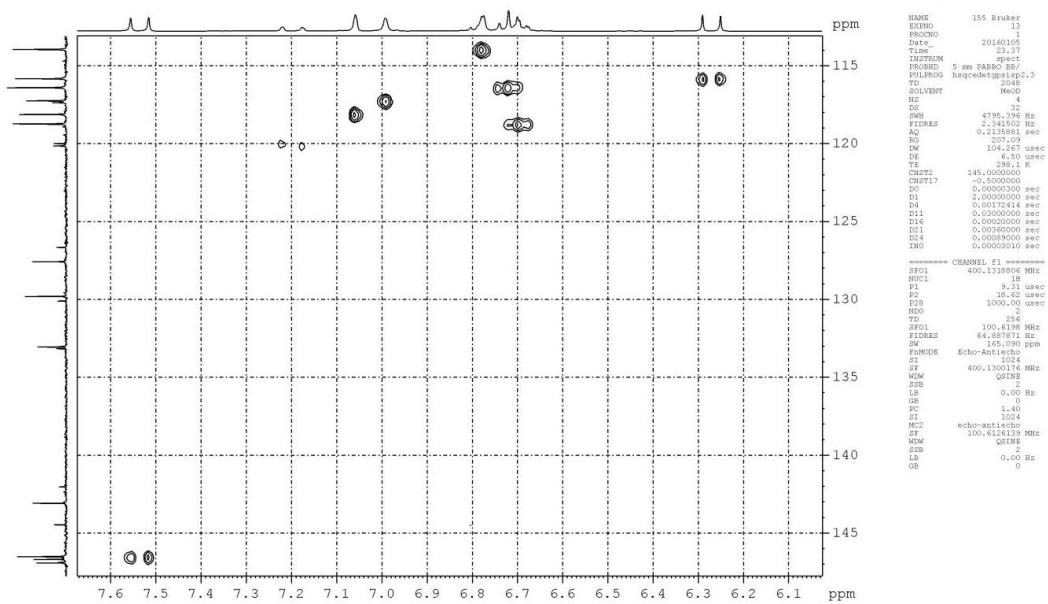 ppm
115
120
125
130
135
140
145
7.6 7.5 7.4 7.3 7.2 7.1 7.0 6.9 6.8 6.7 6.6 6.5 6.4 6.3 6.2 6.1 ppm
NAME 155 Bruker
EXPNO 13
PROCNO 1
Date_ 20160105
Time 23.37
INSTRUM spect
PROBHD 5 mm PABBO BB/
PULPROG hsqcedetgpsisp2.3
TD 2048
SOLVENT MeOD
NS 4
DS 32
SWH 4795.396 Hz
FIDRES 2.341502 Hz
AQ 0.2135881 sec
RG 207.09
DW 104.267 usec
DE 6.50 usec
TE 298.1 K
CNST2 145.0000000
CNST17 -0.5000000
D0 0.00000300 sec
D1 2.00000000 sec
D4 0.00172414 sec
D11 0.03000000 sec
D16 0.00020000 sec
D21 0.00360000 sec
D24 0.00089000 sec
IN0 0.00003010 sec
======== CHANNEL f1 ========
SFO1 400.1318806 MHz
NUC1 1H
P1 9.31 usec
P2 18.62 usec
P28 1000.00 usec
ND0 2
TD 256
SFO1 100.6198 MHz
FIDRES 64.887871 Hz
SW 165.090 ppm
FnMODE Echo-Antiecho
SI 1024
SF 400.1300176 MHz
WDW QSINE
SSB 2
LB 0.00 Hz
GB 0
PC 1.40
SI 1024
MC2 echo-antiecho
SF 100.6126139 MHz
WDW QSINE
SSB 2
LB 0.00 Hz
GB 0